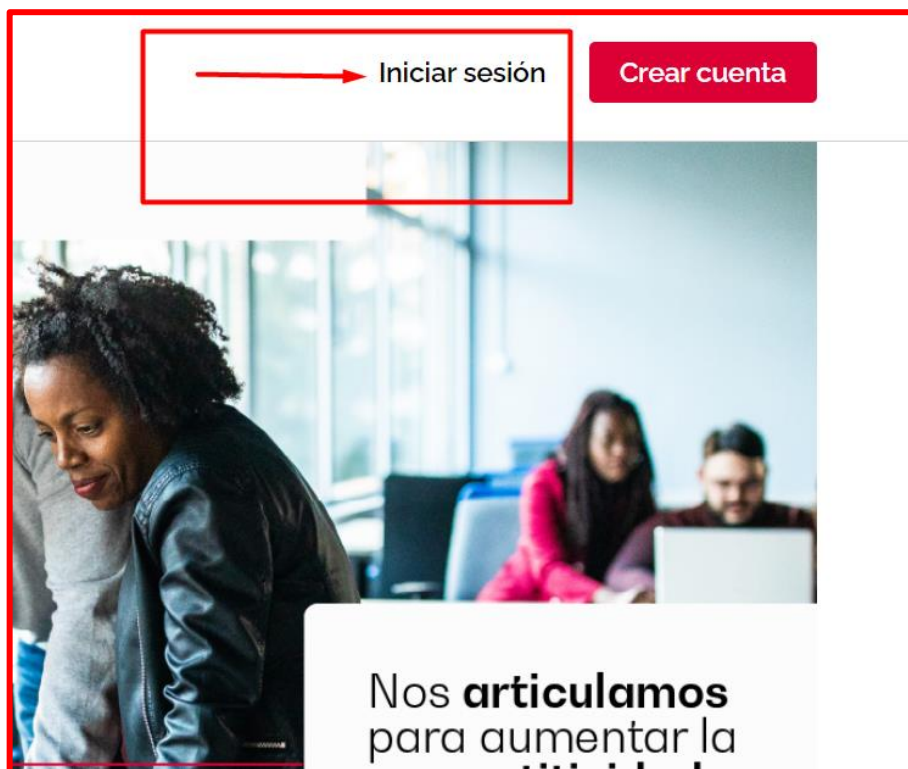 Iniciar sesión
Crear cuenta
Nos articulamos
para aumentar la